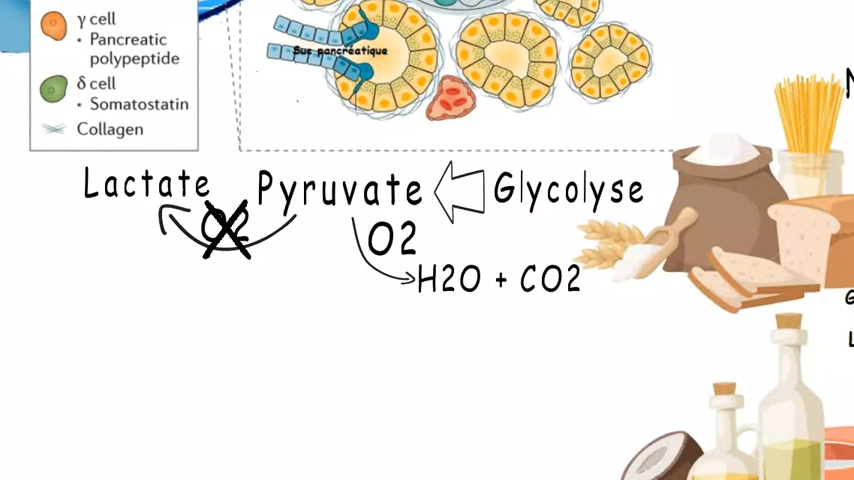 γ cell
• Pancreatic
polypeptide
δ cell
• Somatostatin
Collagen
Suc pancréatique
Lactate
Pyruvate
Glycolyse
O2
O2
H2O + CO2